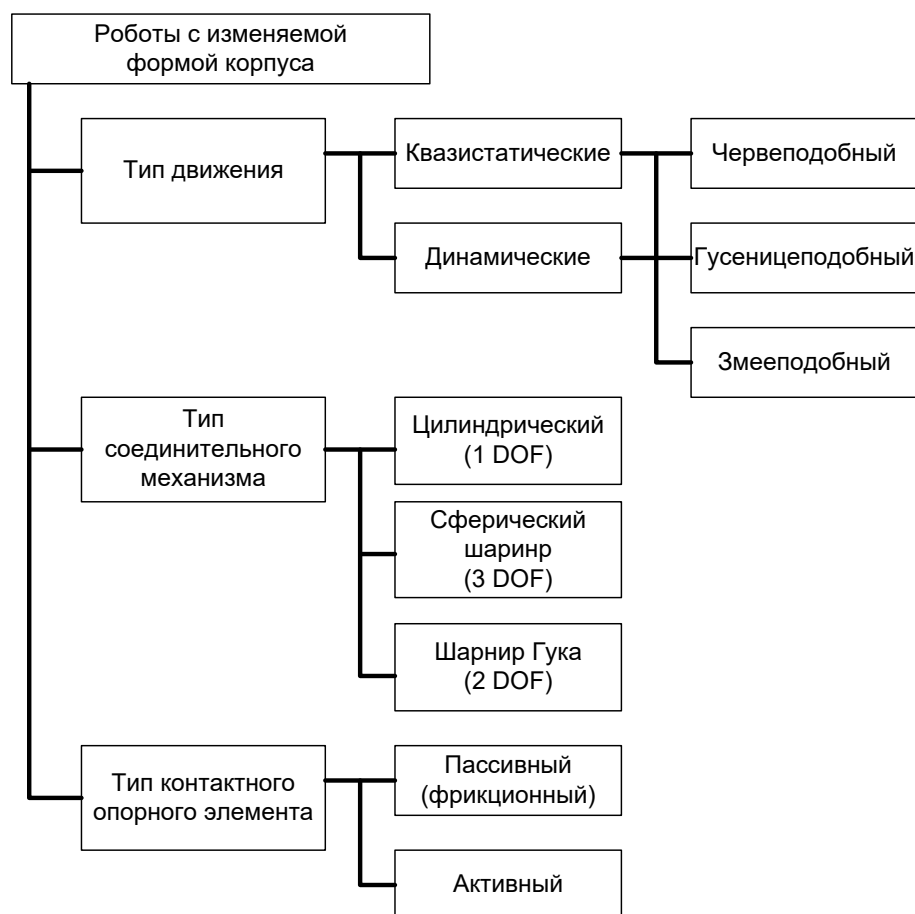 Роботы с изменяемой
формой корпуса
Тип движения
Квазистатические
Червеподобный
Динамические
Гусеницеподобный
Змееподобный
Тип
соединительного
механизма
Цилиндрический
(1 DOF)
Сферический
шаринр
(3 DOF)
Шарнир Гука
(2 DOF)
Тип контактного
опорного элемента
Пассивный
(фрикционный)
Активный